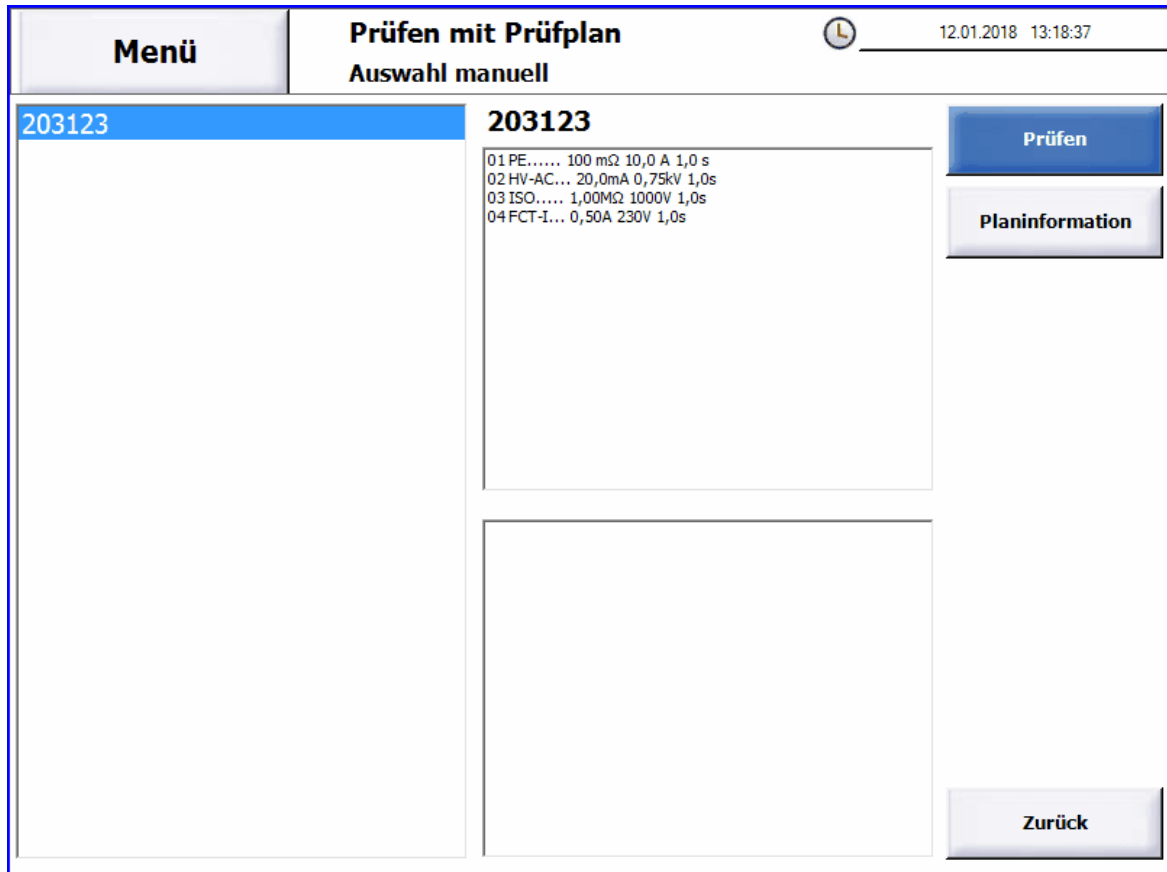 Menü
Prüfen mit Prüfplan
Auswahl manuell
12.01.2018 13:18:37
203123
203123
01 PE...... 100 mΩ 10,0 A 1,0 s
02 HV-AC... 20,0mA 0,75kV 1,0s
03 ISO..... 1,00MΩ 1000V 1,0s
04 FCT-I... 0,50A 230V 1,0s
Prüfen
Planinformation
Zurück